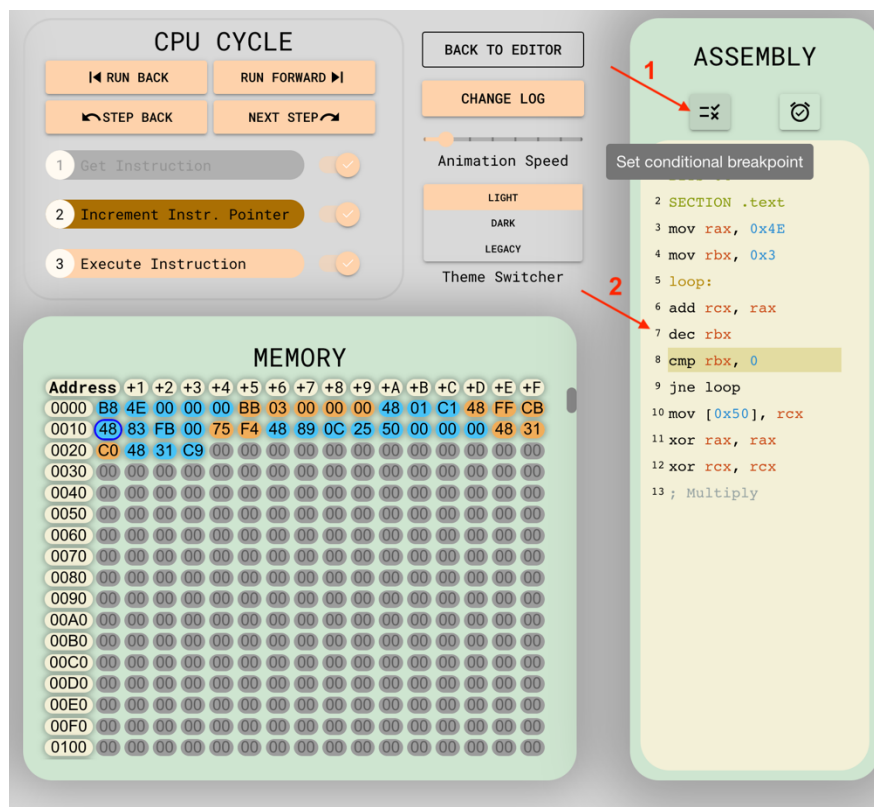 CPU CYCLE
RUN BACK
RUN FORWARD
STEP BACK
NEXT STEP
1 Get Instruction
2 Increment Instr. Pointer
3 Execute Instruction
BACK TO EDITOR
CHANGE LOG
Animation Speed
LIGHT
DARK
LEGACY
Theme Switcher
1
2
ASSEMBLY
Set conditional breakpoint
2 SECTION .text
3 mov rax, 0x4E
4 mov rbx, 0x3
5 loop:
6 add rcx, rax
7 dec rbx
8 cmp rbx, 0
9 jne loop
10 mov [0x50], rcx
11 xor rax, rax
12 xor rcx, rcx
13 ; Multiply
MEMORY
Address +1 +2 +3 +4 +5 +6 +7 +8 +9 +A +B +C +D +E +F
0000 B8 4E 00 00 00 BB 03 00 00 00 48 01 C1 48 FF CB
0010 48 83 FB 00 75 F4 48 89 0C 25 50 00 00 00 48 31
0020 C0 48 31 C9 00 00 00 00 00 00 00 00 00 00 00 00
0030 00 00 00 00 00 00 00 00 00 00 00 00 00 00 00 00
0040 00 00 00 00 00 00 00 00 00 00 00 00 00 00 00 00
0050 00 00 00 00 00 00 00 00 00 00 00 00 00 00 00 00
0060 00 00 00 00 00 00 00 00 00 00 00 00 00 00 00 00
0070 00 00 00 00 00 00 00 00 00 00 00 00 00 00 00 00
0080 00 00 00 00 00 00 00 00 00 00 00 00 00 00 00 00
0090 00 00 00 00 00 00 00 00 00 00 00 00 00 00 00 00
00A0 00 00 00 00 00 00 00 00 00 00 00 00 00 00 00 00
00B0 00 00 00 00 00 00 00 00 00 00 00 00 00 00 00 00
00C0 00 00 00 00 00 00 00 00 00 00 00 00 00 00 00 00
00D0 00 00 00 00 00 00 00 00 00 00 00 00 00 00 00 00
00E0 00 00 00 00 00 00 00 00 00 00 00 00 00 00 00 00
00F0 00 00 00 00 00 00 00 00 00 00 00 00 00 00 00 00
0100 00 00 00 00 00 00 00 00 00 00 00 00 00 00 00 00